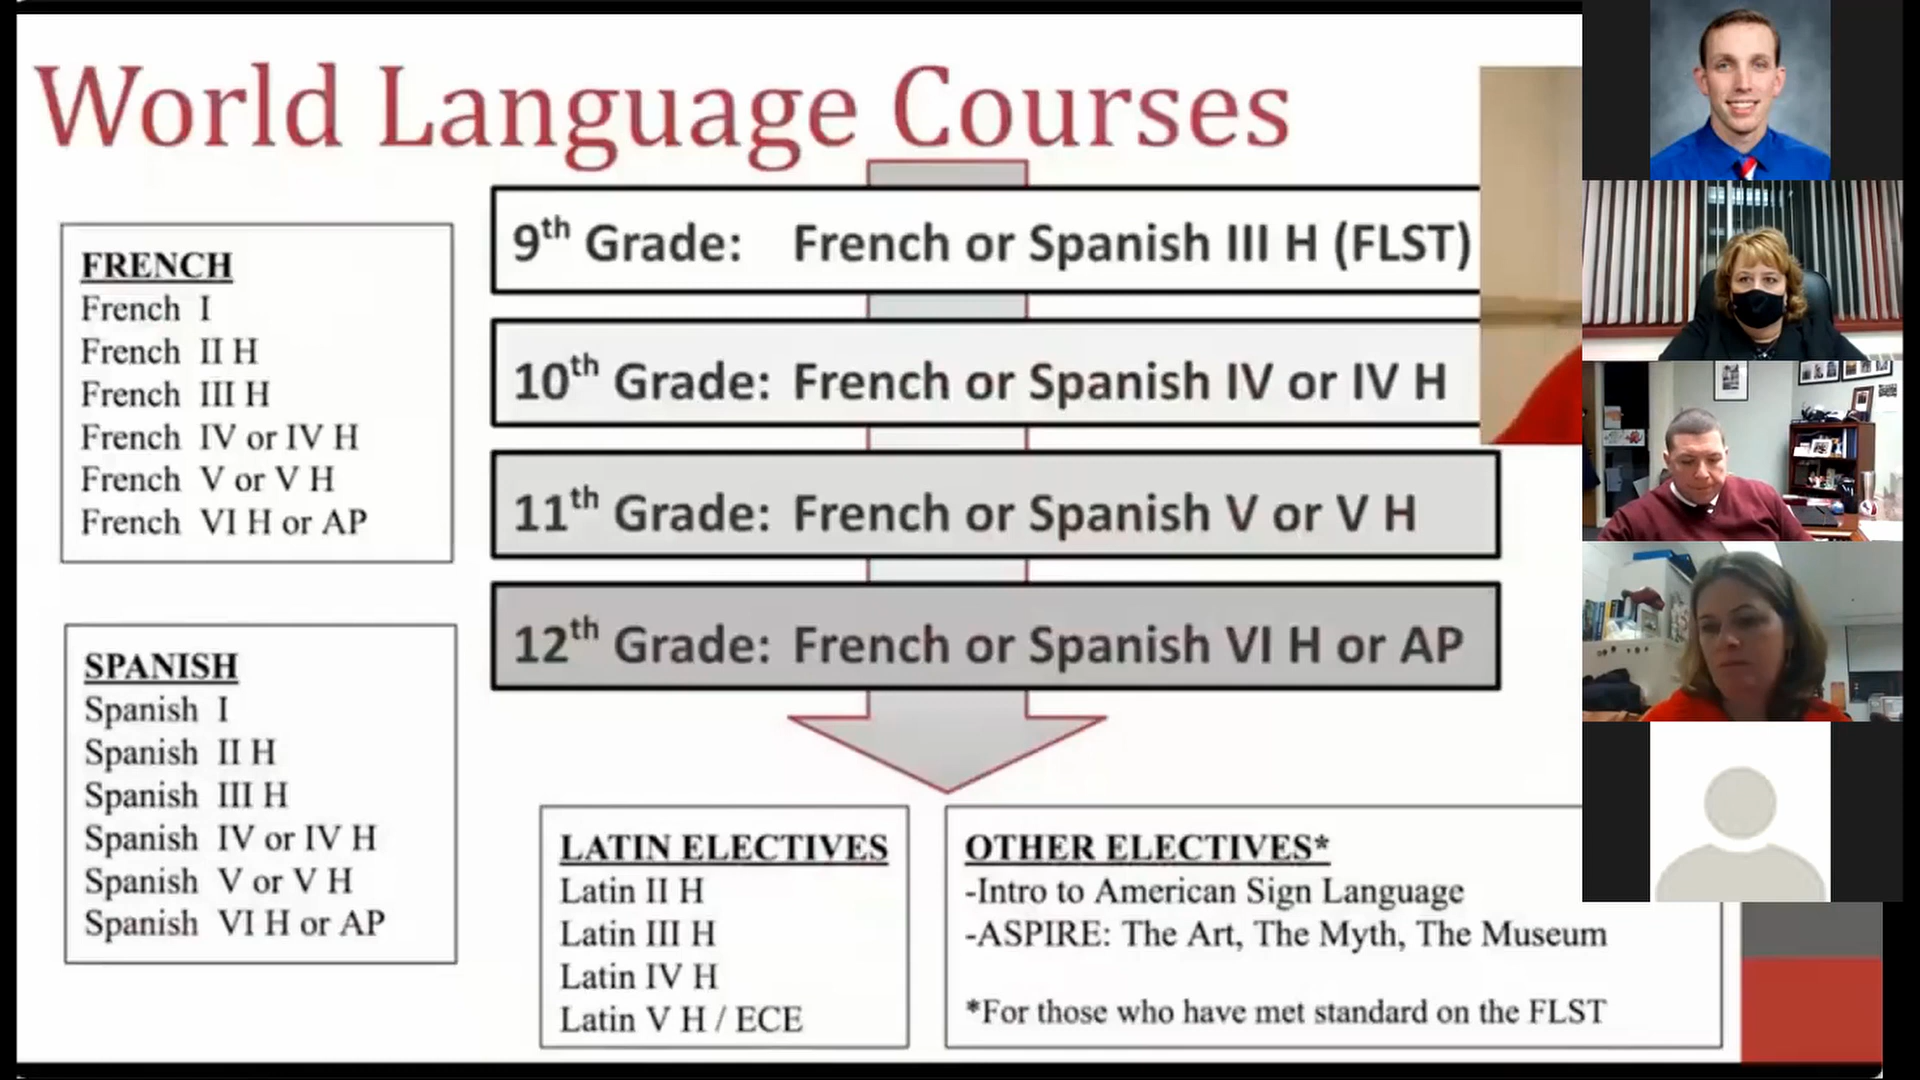 World Language Courses
FRENCH
French I
French II H
French III H
French IV or IV H
French V or V H
French VI H or AP
SPANISH
Spanish I
Spanish II H
Spanish III H
Spanish IV or IV H
Spanish V or V H
Spanish VI H or AP
9th Grade: French or Spanish III H (FLST)
10th Grade: French or Spanish IV or IV H
11th Grade: French or Spanish V or V H
12th Grade: French or Spanish VI H or AP
LATIN ELECTIVES
Latin II H
Latin III H
Latin IV H
Latin V H / ECE
OTHER ELECTIVES*
-Intro to American Sign Language
-ASPIRE: The Art, The Myth, The Museum
*For those who have met standard on the FLST